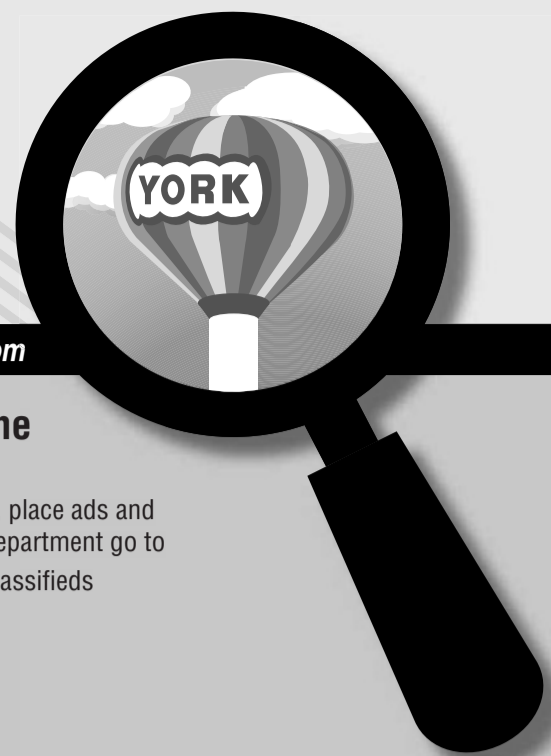 YORK
om
ne
place ads and
epartment go to
assifieds